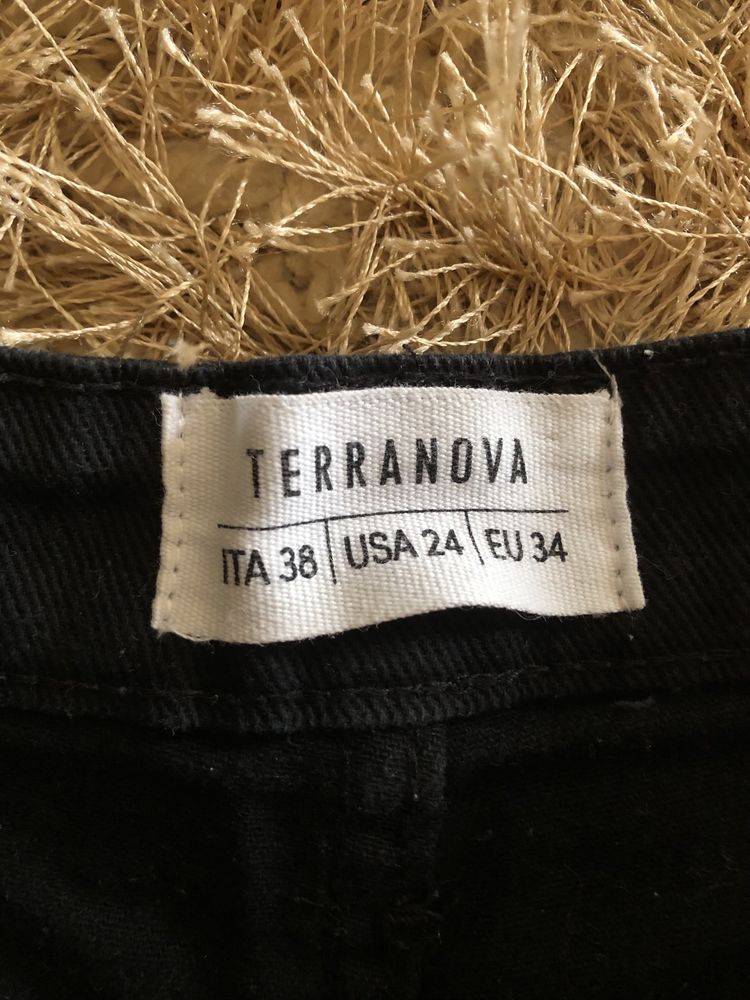 TERRANOVA
ITA 38 | USA 24 | EU 34